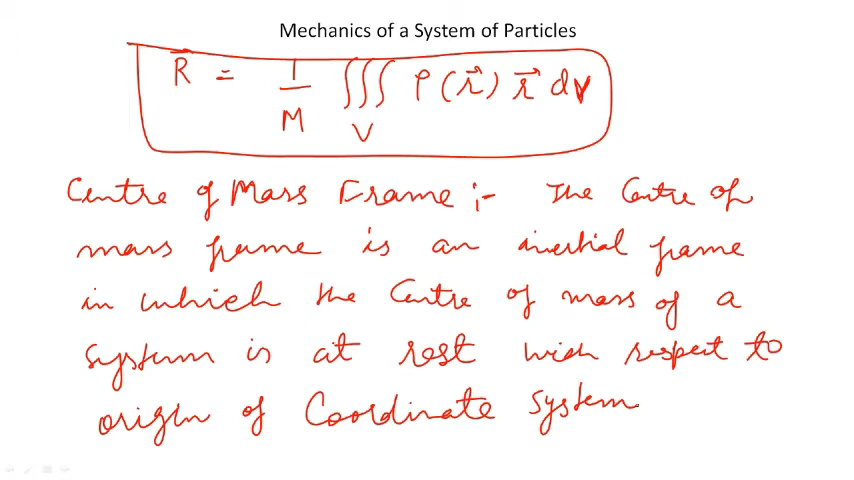 Mechanics of a System of Particles
R⃗ = 1/M ∭_V ρ(r⃗) r⃗ dV
Centre of Mass Frame :- The Centre of
mass frame is an inertial frame
in which the Centre of mass of a
system is at rest with respect to
origin of Coordinate System